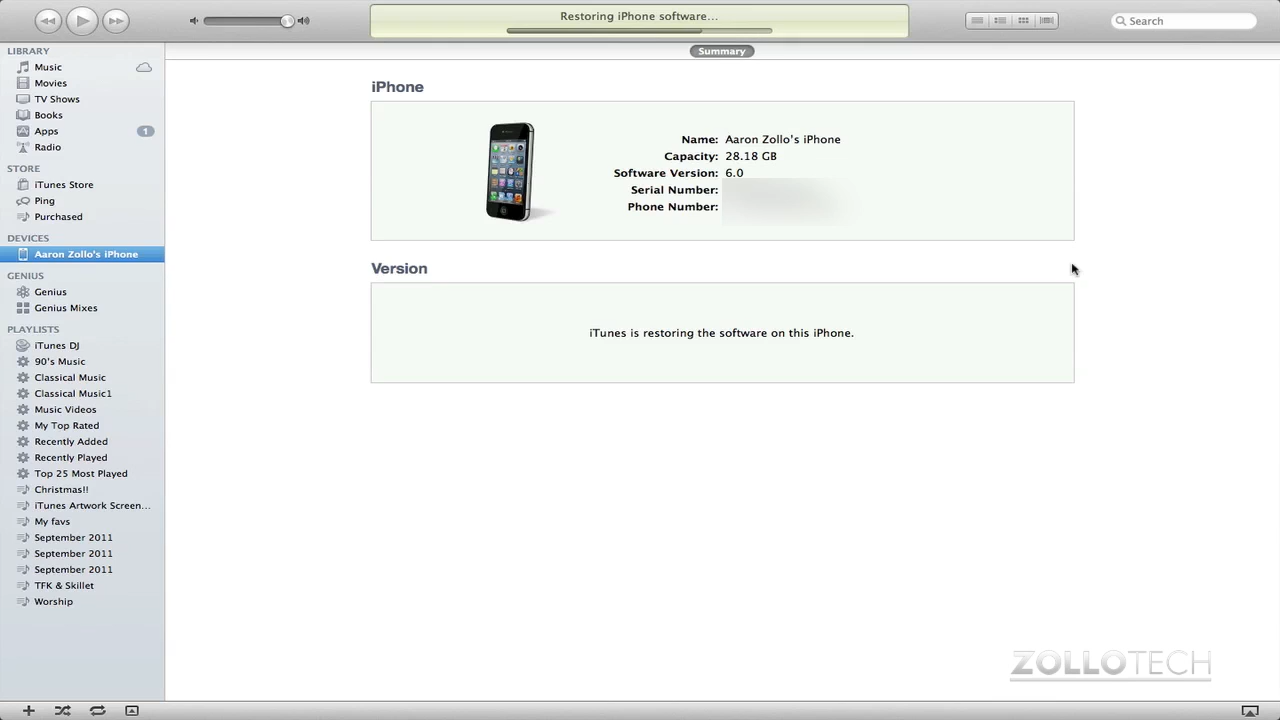 Restoring iPhone software...
Search
LIBRARY
Music
Movies
TV Shows
Books
Apps 1
Radio
STORE
iTunes Store
Ping
Purchased
DEVICES
Aaron Zollo's iPhone
GENIUS
Genius
Genius Mixes
PLAYLISTS
iTunes DJ
90's Music
Classical Music
Classical Music1
Music Videos
My Top Rated
Recently Added
Recently Played
Top 25 Most Played
Christmas!!
iTunes Artwork Screen...
My favs
September 2011
September 2011
September 2011
TFK & Skillet
Worship
Summary
iPhone
Name: Aaron Zollo's iPhone
Capacity: 28.18 GB
Software Version: 6.0
Serial Number:
Phone Number:
Version
iTunes is restoring the software on this iPhone.
ZOLLOTECH